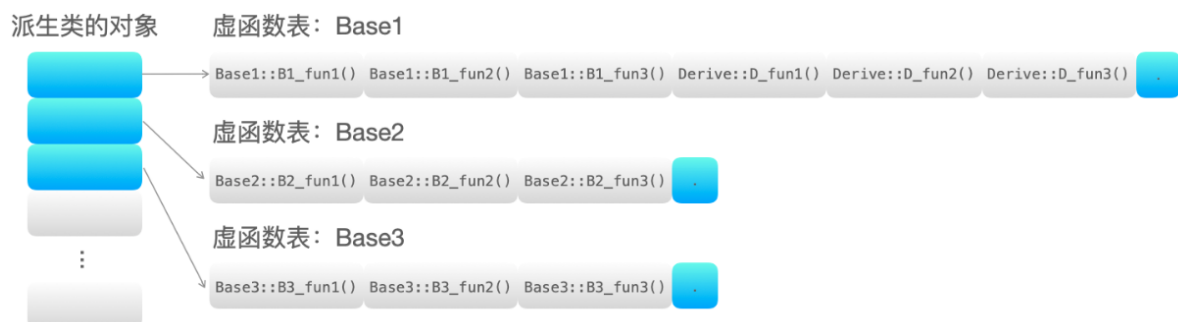 派生类的对象
虚函数表：Base1
Base1::B1_fun1() Base1::B1_fun2() Base1::B1_fun3() Derive::D_fun1() Derive::D_fun2() Derive::D_fun3() .
虚函数表：Base2
Base2::B2_fun1() Base2::B2_fun2() Base2::B2_fun3() .
虚函数表：Base3
⋮
Base3::B3_fun1() Base3::B3_fun2() Base3::B3_fun3() .